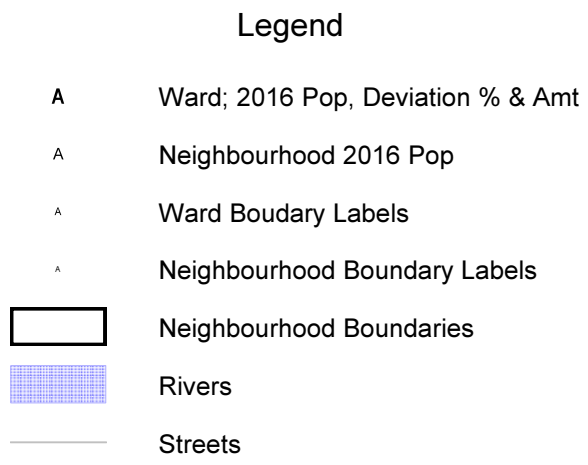 Legend
A Ward; 2016 Pop, Deviation % & Amt
A Neighbourhood 2016 Pop
A Ward Boudary Labels
A Neighbourhood Boundary Labels
Neighbourhood Boundaries
Rivers
Streets